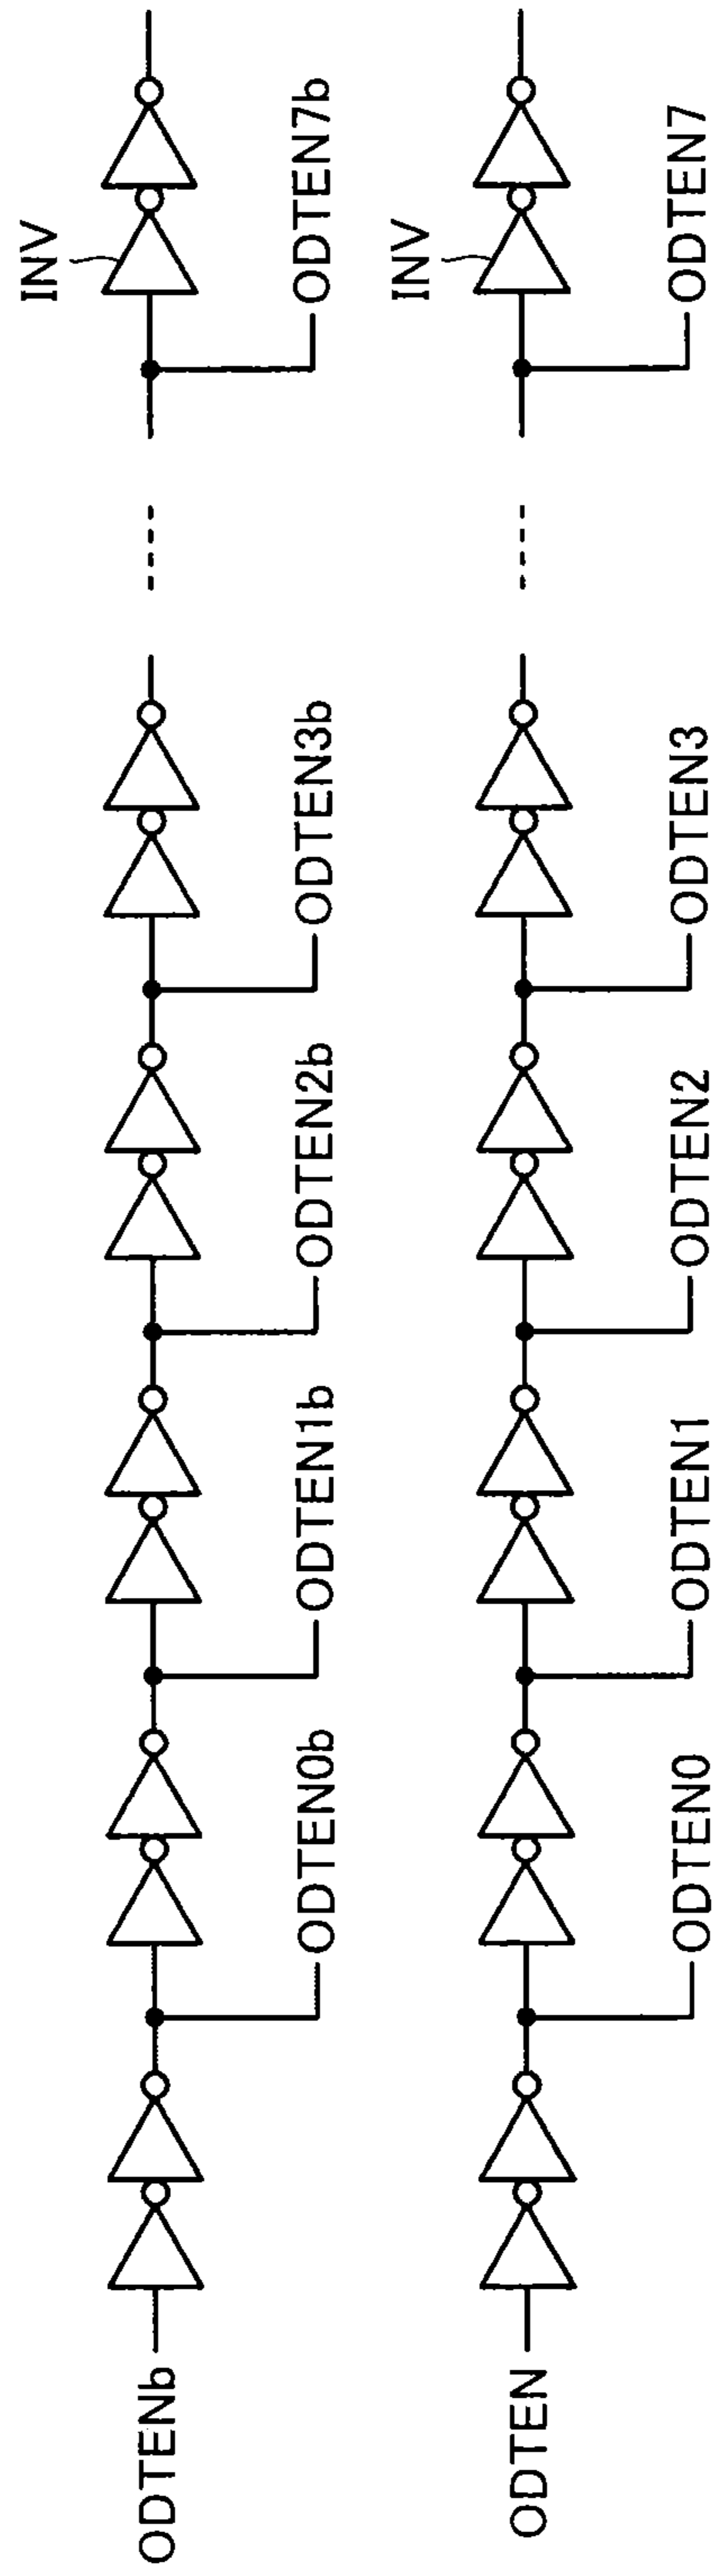 ODTENb
ODTEN0b
ODTEN1b
ODTEN2b
ODTEN3b
INV
ODTEN7b
ODTEN
ODTEN0
ODTEN1
ODTEN2
ODTEN3
INV
ODTEN7